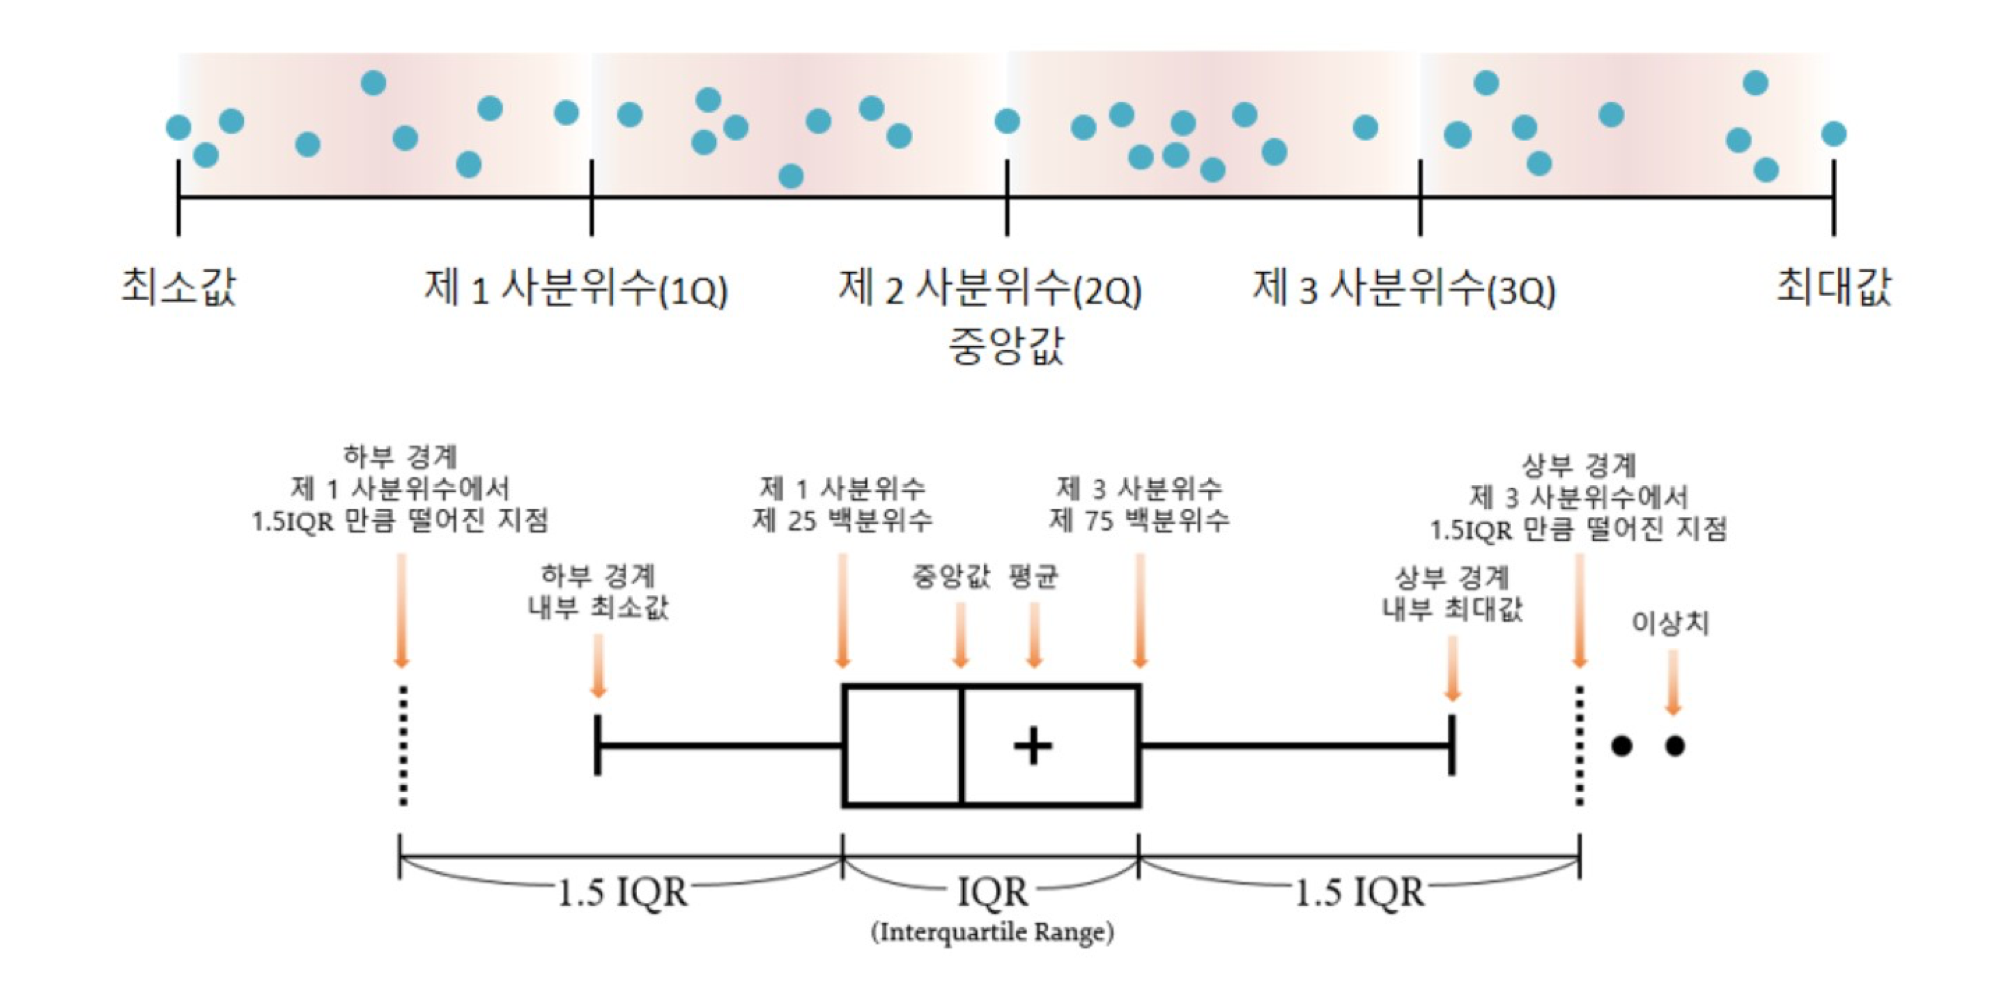 최소값
제 1 사분위수(1Q)
제 2 사분위수(2Q)
중앙값
제 3 사분위수(3Q)
최대값
하부 경계
제 1 사분위수에서
1.5IQR 만큼 떨어진 지점
하부 경계
내부 최소값
제 1 사분위수
제 25 백분위수
중앙값
평균
제 3 사분위수
제 75 백분위수
상부 경계
내부 최대값
상부 경계
제 3 사분위수에서
1.5IQR 만큼 떨어진 지점
이상치
1.5 IQR
IQR
(Interquartile Range)
1.5 IQR